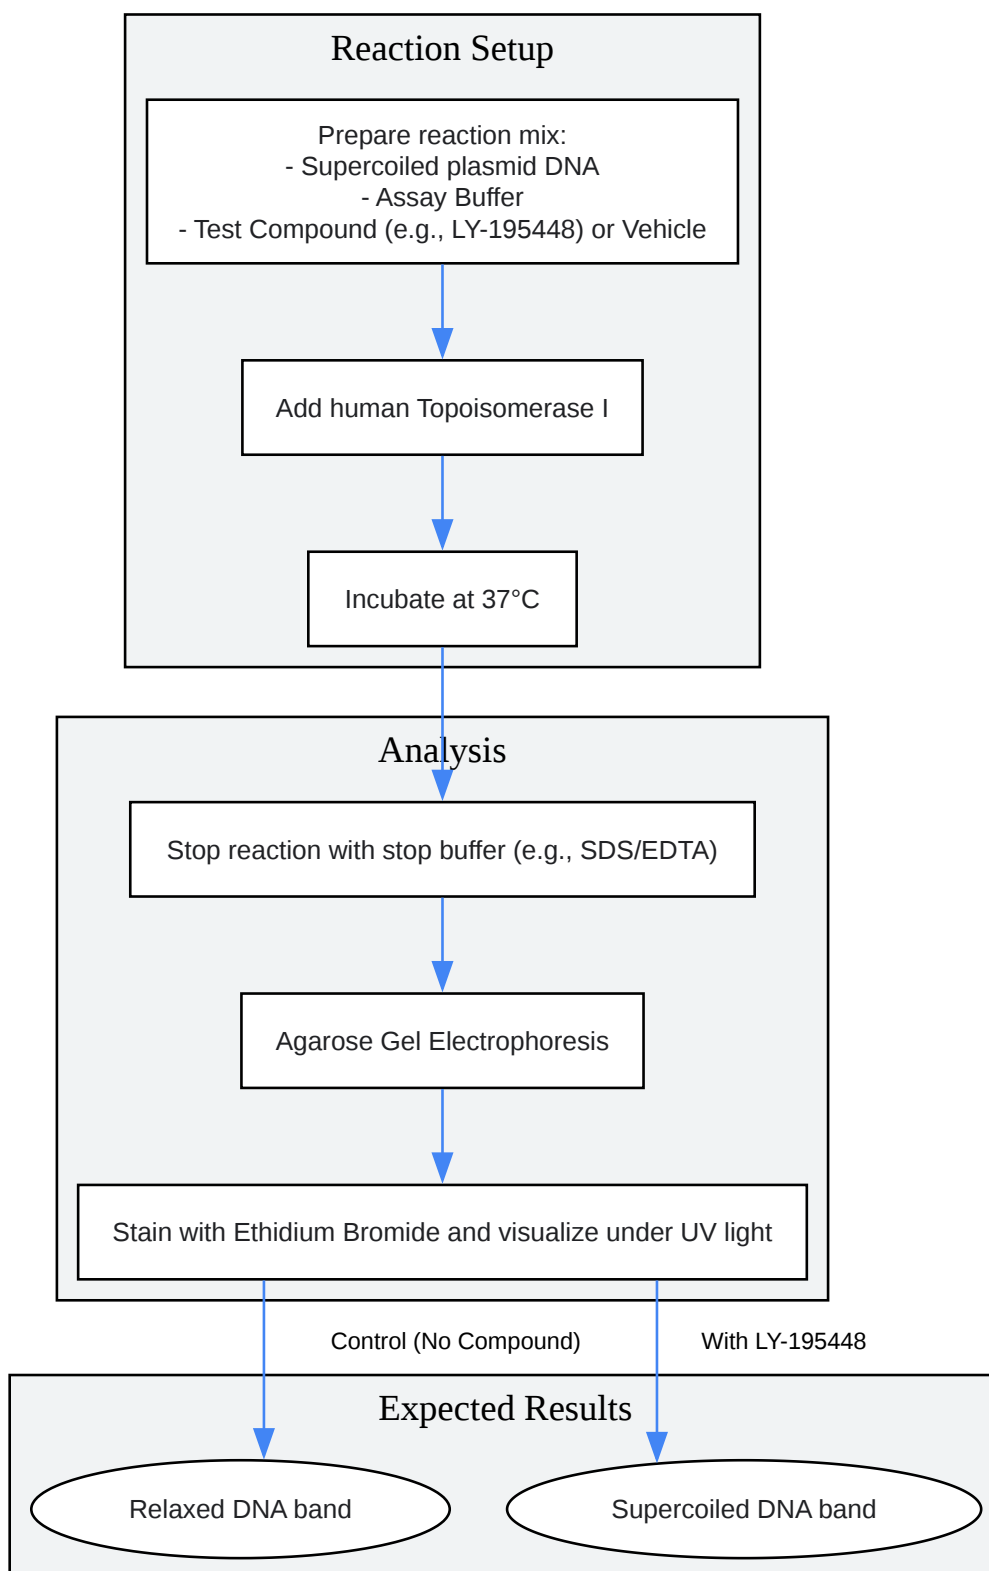 Reaction Setup
Prepare reaction mix:
- Supercoiled plasmid DNA
- Assay Buffer
- Test Compound (e.g., LY-195448) or Vehicle
Add human Topoisomerase I
Incubate at 37°C
Analysis
Stop reaction with stop buffer (e.g., SDS/EDTA)
Agarose Gel Electrophoresis
Stain with Ethidium Bromide and visualize under UV light
Control (No Compound)
With LY-195448
Expected Results
Relaxed DNA band
Supercoiled DNA band